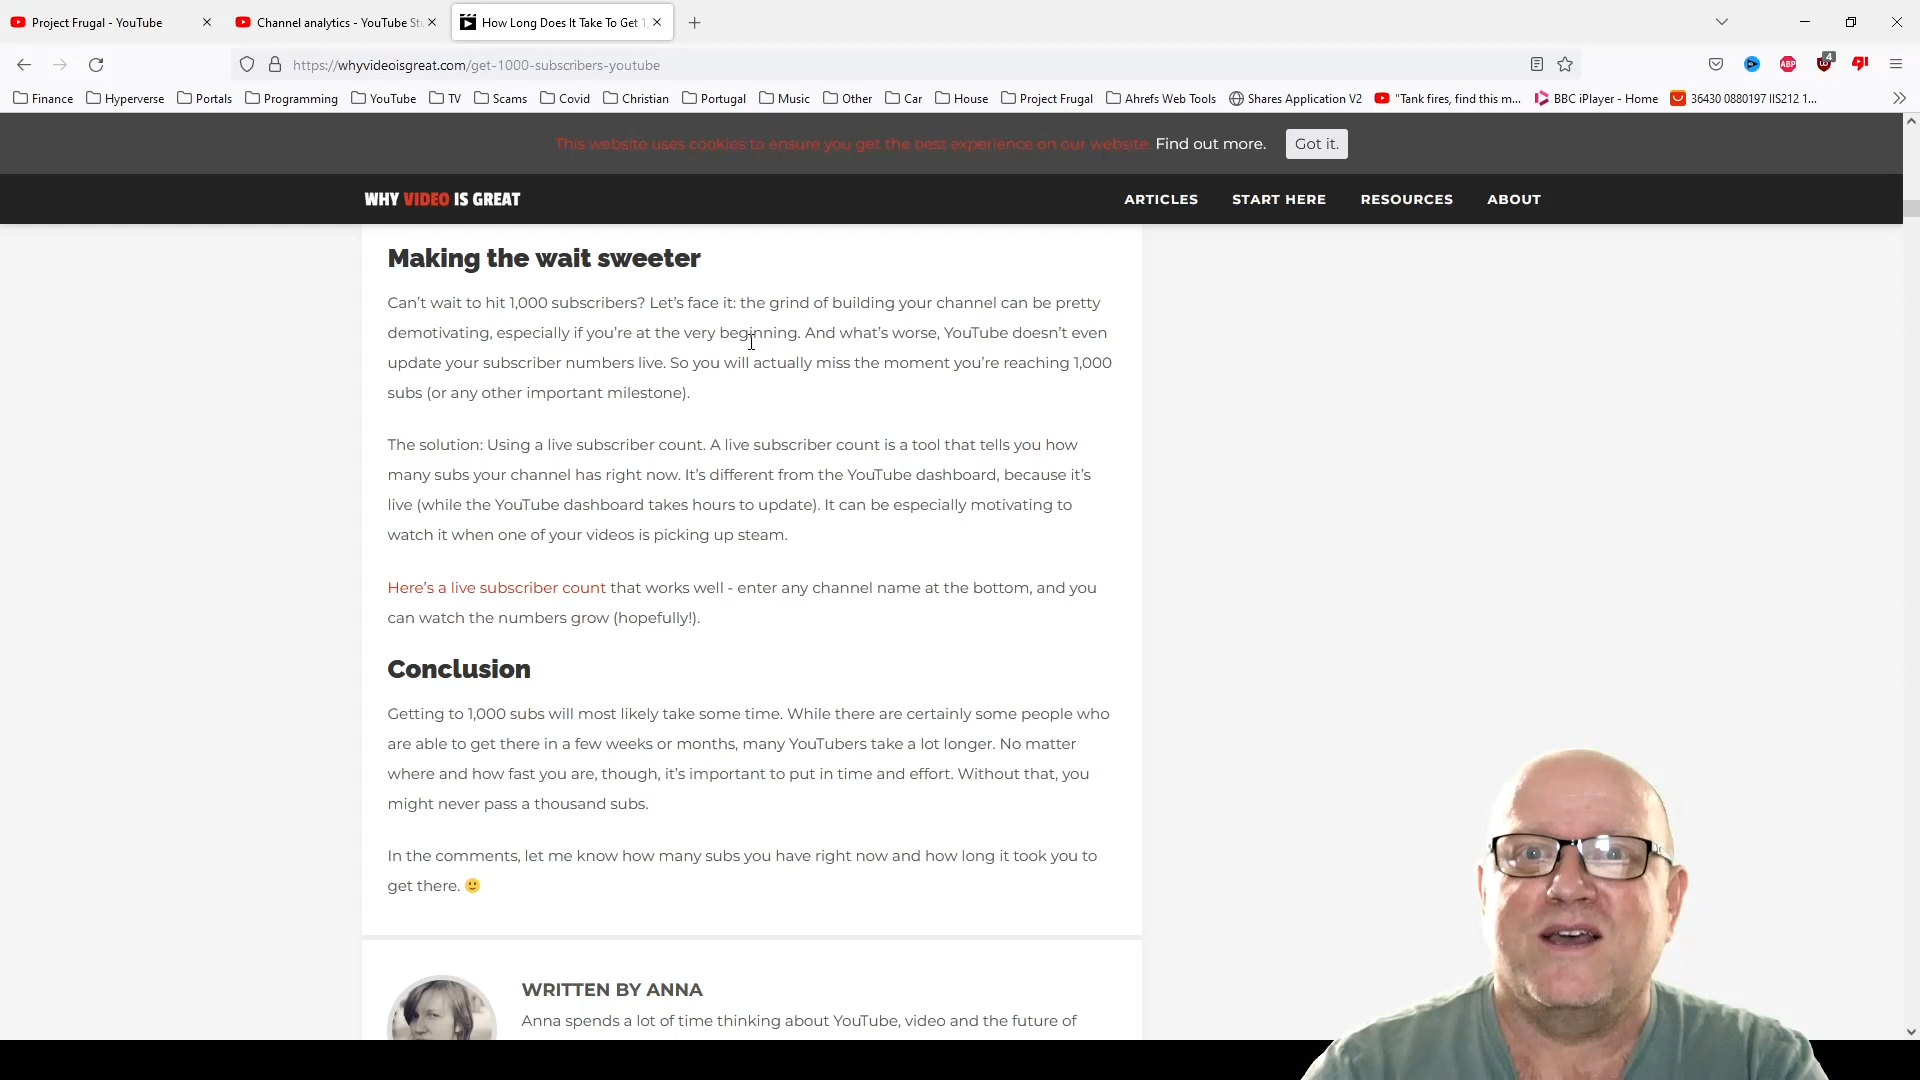 Project Frugal - YouTube
Channel analytics - YouTube Stu
How Long Does It Take To Get 1,
https://whyvideoisgreat.com/get-1000-subscribers-youtube
4
ABP
Finance Hyperverse Portals Programming YouTube TV Scams Covid Christian Portugal Music Other Car House Project Frugal Ahrefs Web Tools Shares Application V2 "Tank fires, find this m... BBC iPlayer - Home 36430 0880197 IIS212 1...
This website uses cookies to ensure you get the best experience on our website. Find out more. Got it.
WHY VIDEO IS GREAT
ARTICLES START HERE RESOURCES ABOUT
Making the wait sweeter
Can't wait to hit 1,000 subscribers? Let's face it: the grind of building your channel can be pretty
demotivating, especially if you're at the very beginning. And what's worse, YouTube doesn't even
update your subscriber numbers live. So you will actually miss the moment you're reaching 1,000
subs (or any other important milestone).
The solution: Using a live subscriber count. A live subscriber count is a tool that tells you how
many subs your channel has right now. It's different from the YouTube dashboard, because it's
live (while the YouTube dashboard takes hours to update). It can be especially motivating to
watch it when one of your videos is picking up steam.
Here's a live subscriber count that works well - enter any channel name at the bottom, and you
can watch the numbers grow (hopefully!).
Conclusion
Getting to 1,000 subs will most likely take some time. While there are certainly some people who
are able to get there in a few weeks or months, many YouTubers take a lot longer. No matter
where and how fast you are, though, it's important to put in time and effort. Without that, you
might never pass a thousand subs.
In the comments, let me know how many subs you have right now and how long it took you to
get there. 🙂
WRITTEN BY ANNA
Anna spends a lot of time thinking about YouTube, video and the future of